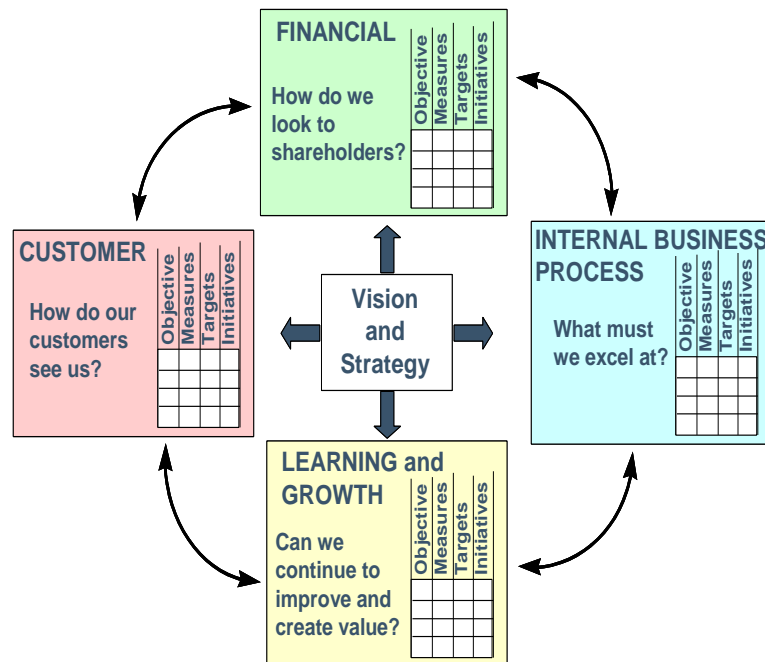 FINANCIAL
How do we
look to
shareholders?
Objective
Measures
Targets
Initiatives
CUSTOMER
How do our
customers
see us?
Objective
Measures
Targets
Initiatives
Vision
and
Strategy
INTERNAL BUSINESS
PROCESS
What must
we excel at?
Objective
Measures
Targets
Initiatives
LEARNING and
GROWTH
Can we
continue to
improve and
create value?
Objective
Measures
Targets
Initiatives